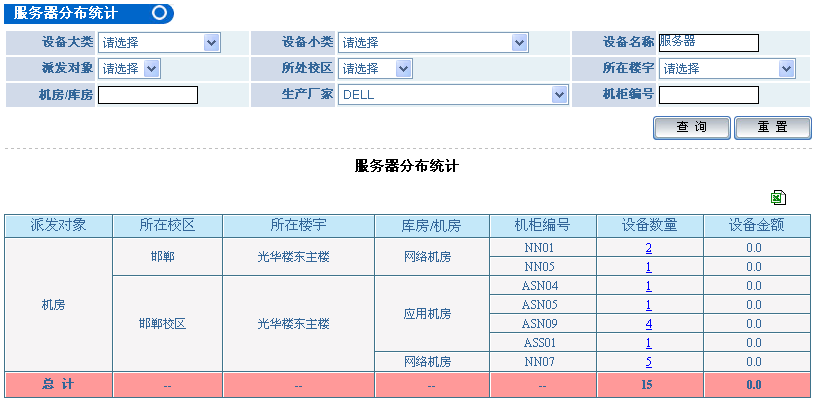 服务器分布统计
设备大类 请选择 设备小类 请选择 设备名称 服务器
派发对象 请选择 所处校区 请选择 所在楼宇 请选择
机房/库房 生产厂家 DELL 机柜编号
查 询 重 置
服务器分布统计
派发对象 所在校区 所在楼宇 库房/机房 机柜编号 设备数量 设备金额
机房 邯郸 光华楼东主楼 网络机房 NN01 2 0.0
NN05 1 0.0
邯郸校区 光华楼东主楼 应用机房 ASN04 1 0.0
ASN05 1 0.0
ASN09 4 0.0
ASS01 1 0.0
网络机房 NN07 5 0.0
总 计 -- -- -- -- 15 0.0